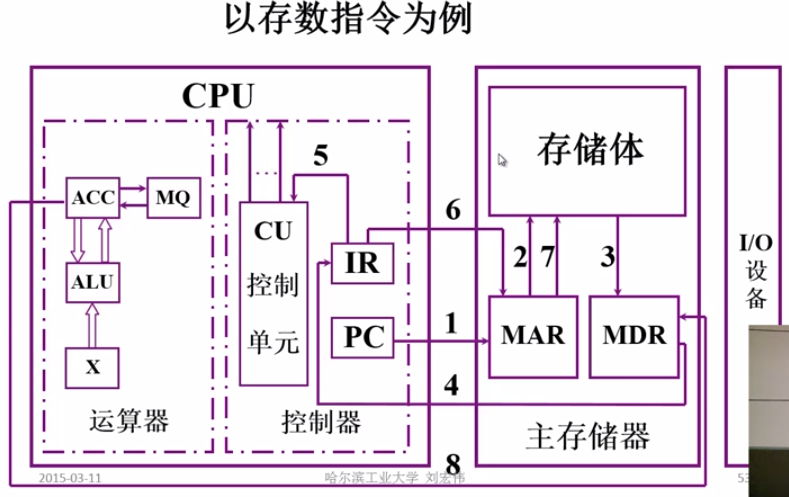 以存数指令为例
CPU
ACC
MQ
ALU
X
运算器
5
...
CU
控制
单元
IR
PC
控制器
6
1
4
8
存储体
2
7
3
MAR
MDR
主存储器
I/O
设
备
2015-03-11
哈尔滨工业大学 刘宏伟
53